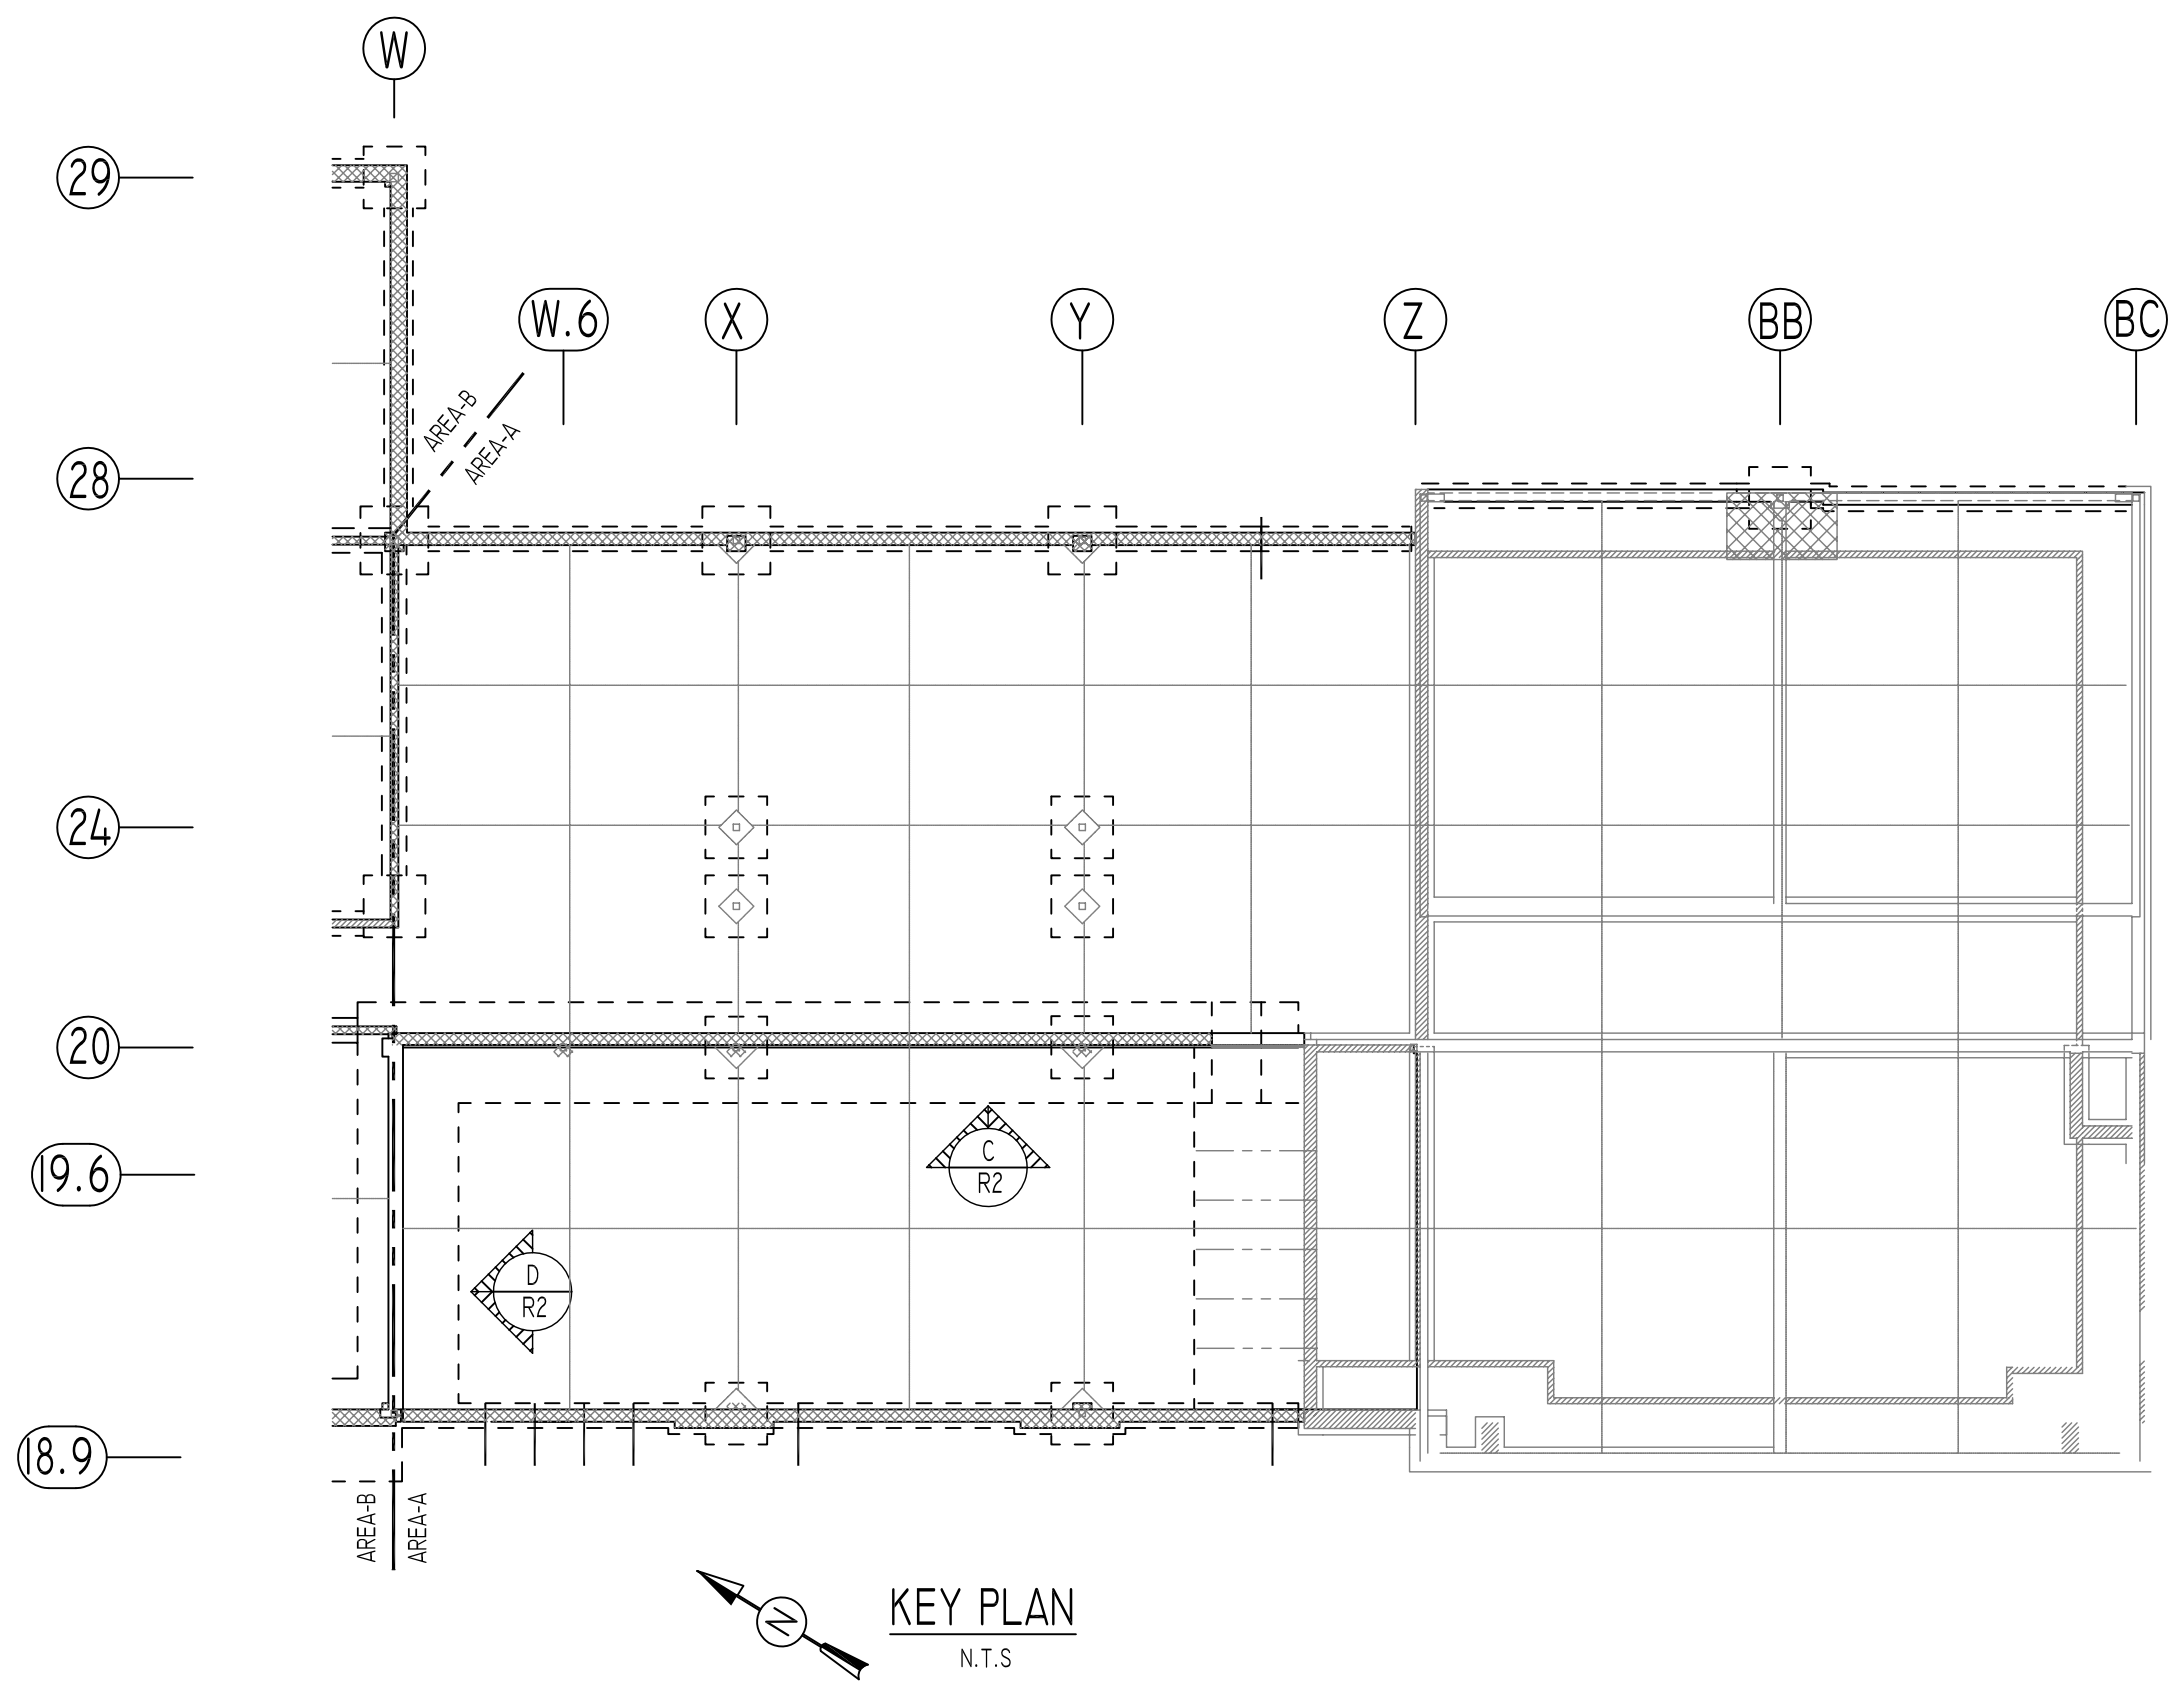 W
29
W.6
X
Y
Z
BB
BC
AREA-B
AREA-A
28
24
20
C
R2
19.6
D
R2
18.9
AREA-B
AREA-A
N
KEY PLAN
N.T.S